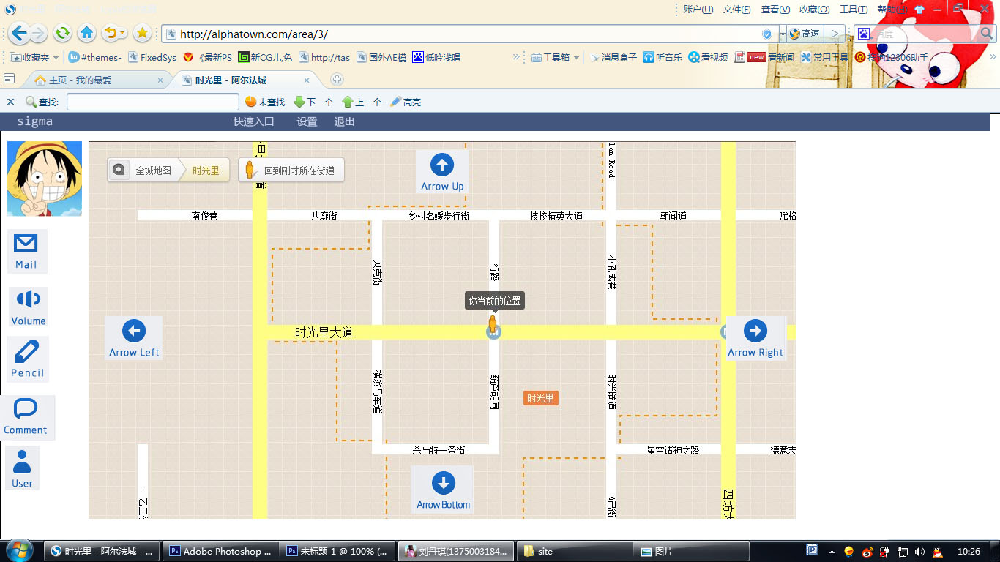 账户(U) 文件(F) 查看(V) 收藏(O) 工具(T) 帮助(H)
http://alphatown.com/area/3/ 高速 百度
收藏夹 #themes- FixedSys 《最新PS 新CG儿,免 http://tas 国外AE模 低吟浅唱 工具箱 消息盒子 听音乐 看视频 new 看新闻 常用工具 搜狗12306助手
主页 - 我的最爱 时光里 - 阿尔法城
查找: 未查找 下一个 上一个 高亮
sigma 快速入口 设置 退出
全城地图 时光里 回到刚才所在街道
Arrow Up
lan Road
南俊巷 八廓街 乡村名媛步行街 技校精英大道 朝闻道 赋格
Mail
贝克街
行路
小孔成巷
你当前的位置
Volume
时光里大道
Arrow Left
Arrow Right
Pencil
横滨马车道
葫芦胡同
时光里
时光隧道
Comment
杀马特一条街 星空诸神之路 德意志
User
Arrow Bottom
一乙三
4己街
四坊大
时光里 - 阿尔法城 - ... Adobe Photoshop ... 未标题-1 @ 100% (... 刘丹琪(1375003184... site 图片 10:26